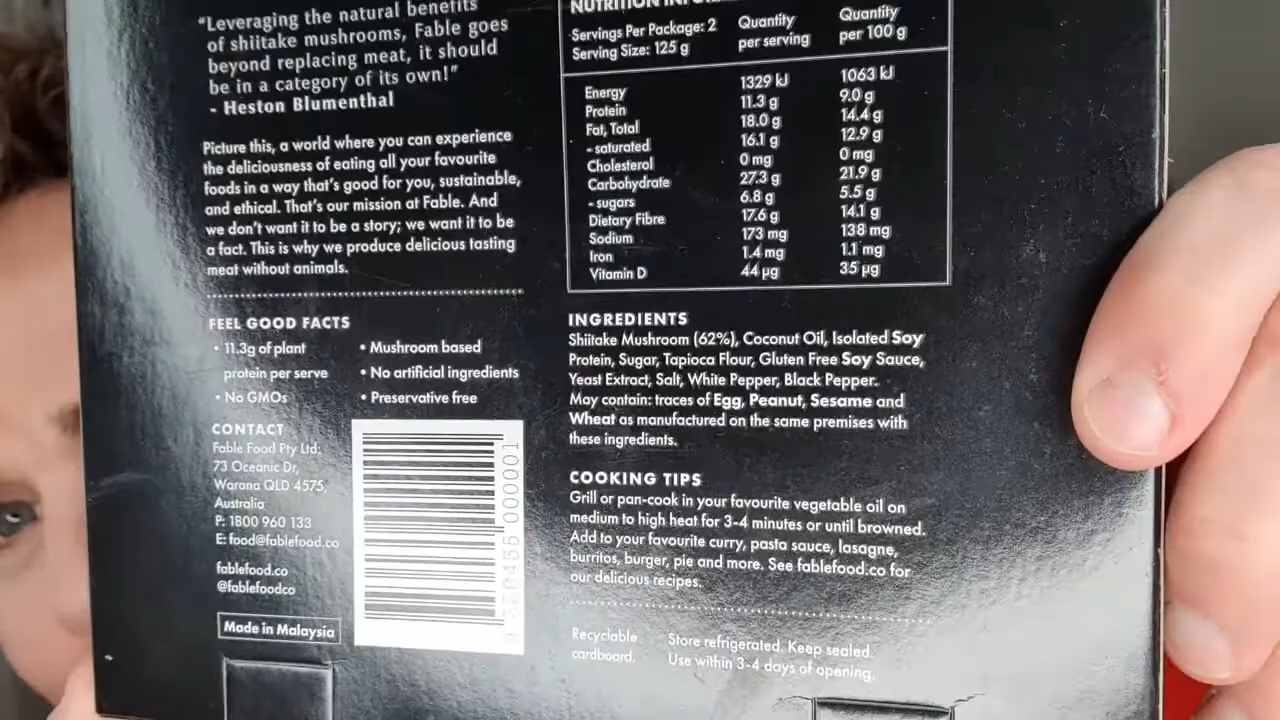 "Leveraging the natural benefits
of shiitake mushrooms, Fable goes
beyond replacing meat, it should
be in a category of its own!"
- Heston Blumenthal
Picture this, a world where you can experience
the deliciousness of eating all your favourite
foods in a way that's good for you, sustainable,
and ethical. That's our mission at Fable. And
we don't want it to be a story; we want it to be
a fact. This is why we produce delicious tasting
meat without animals.
FEEL GOOD FACTS
• 11.3g of plant
protein per serve
• No GMOs
• Mushroom based
• No artificial ingredients
• Preservative free
CONTACT
Fable Food Pty Ltd:
73 Oceanic Dr,
Warana QLD 4575,
Australia
P: 1800 960 133
E: food@fablefood.co
fablefood.co
@fablefoodco
Made in Malaysia
NUTRITION
Servings Per Package: 2
Serving Size: 125 g
Quantity
per serving
Quantity
per 100 g
Energy 1329 kJ 1063 kJ
Protein 11.3 g 9.0 g
Fat, Total 18.0 g 14.4 g
- saturated 16.1 g 12.9 g
Cholesterol 0 mg 0 mg
Carbohydrate 27.3 g 21.9 g
- sugars 6.8 g 5.5 g
Dietary Fibre 17.6 g 14.1 g
Sodium 173 mg 138 mg
Iron 1.4 mg 1.1 mg
Vitamin D 44 µg 35 µg
INGREDIENTS
Shiitake Mushroom (62%), Coconut Oil, Isolated Soy
Protein, Sugar, Tapioca Flour, Gluten Free Soy Sauce,
Yeast Extract, Salt, White Pepper, Black Pepper.
May contain: traces of Egg, Peanut, Sesame and
Wheat as manufactured on the same premises with
these ingredients.
COOKING TIPS
Grill or pan-cook in your favourite vegetable oil on
medium to high heat for 3-4 minutes or until browned.
Add to your favourite curry, pasta sauce, lasagne,
burritos, burger, pie and more. See fablefood.co for
our delicious recipes.
Recyclable
cardboard.
Store refrigerated. Keep sealed.
Use within 3-4 days of opening.